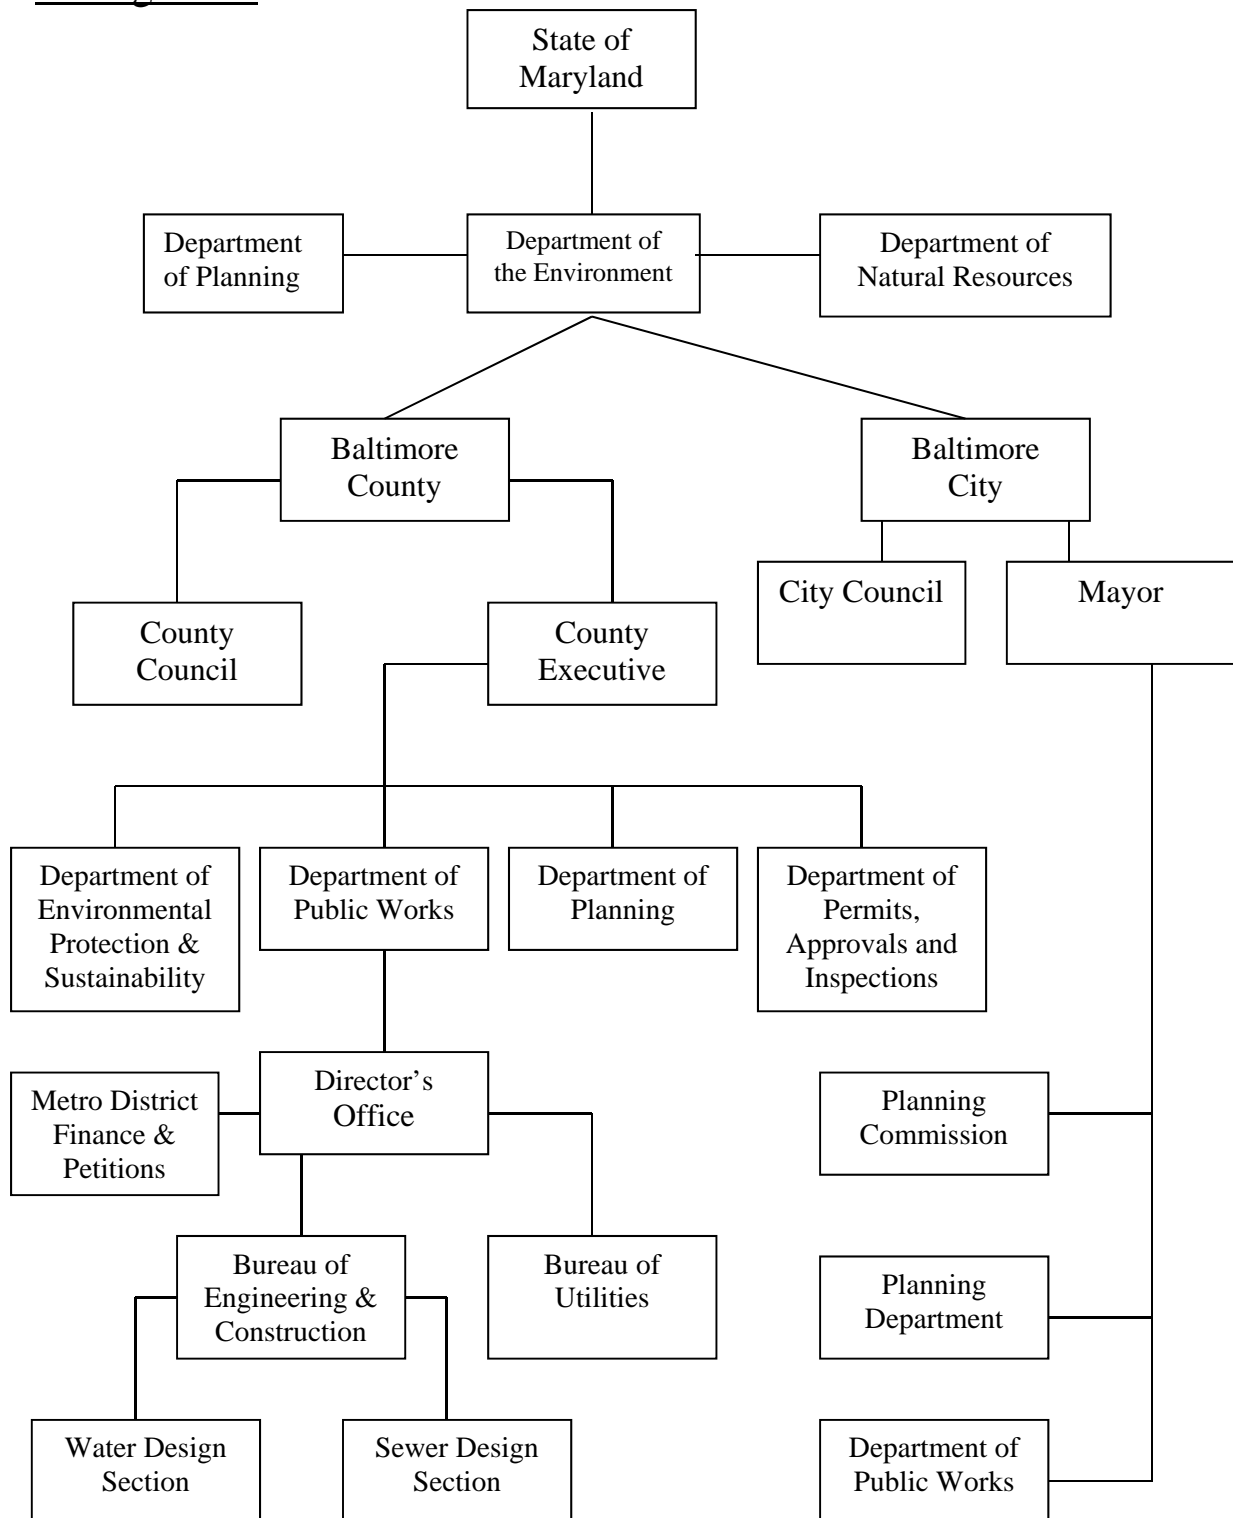 State of
Maryland
Department
of Planning
Department of
the Environment
Department of
Natural Resources
Baltimore
County
Baltimore
City
County
Council
County
Executive
City Council
Mayor
Department of
Environmental
Protection &
Sustainability
Department of
Public Works
Department of
Planning
Department of
Permits,
Approvals and
Inspections
Metro District
Finance &
Petitions
Director’s
Office
Planning
Commission
Bureau of
Engineering &
Construction
Bureau of
Utilities
Planning
Department
Water Design
Section
Sewer Design
Section
Department of
Public Works